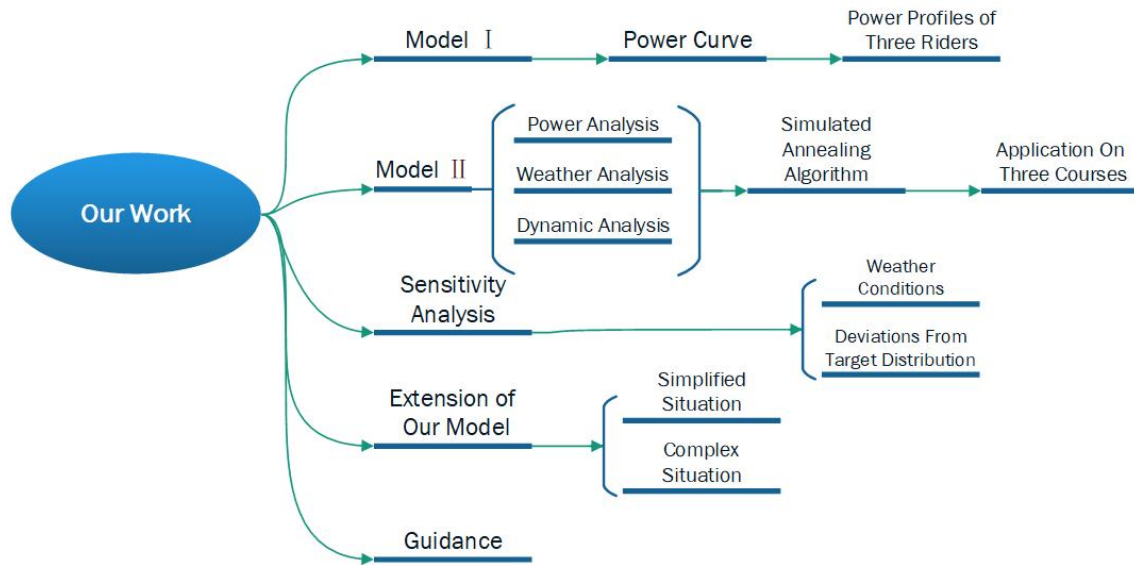 Our Work
Model Ⅰ
Power Curve
Power Profiles of
Three Riders
Model Ⅱ
Power Analysis
Weather Analysis
Dynamic Analysis
Simulated
Annealing
Algorithm
Application On
Three Courses
Sensitivity
Analysis
Weather
Conditions
Deviations From
Target Distribution
Extension of
Our Model
Simplified
Situation
Complex
Situation
Guidance